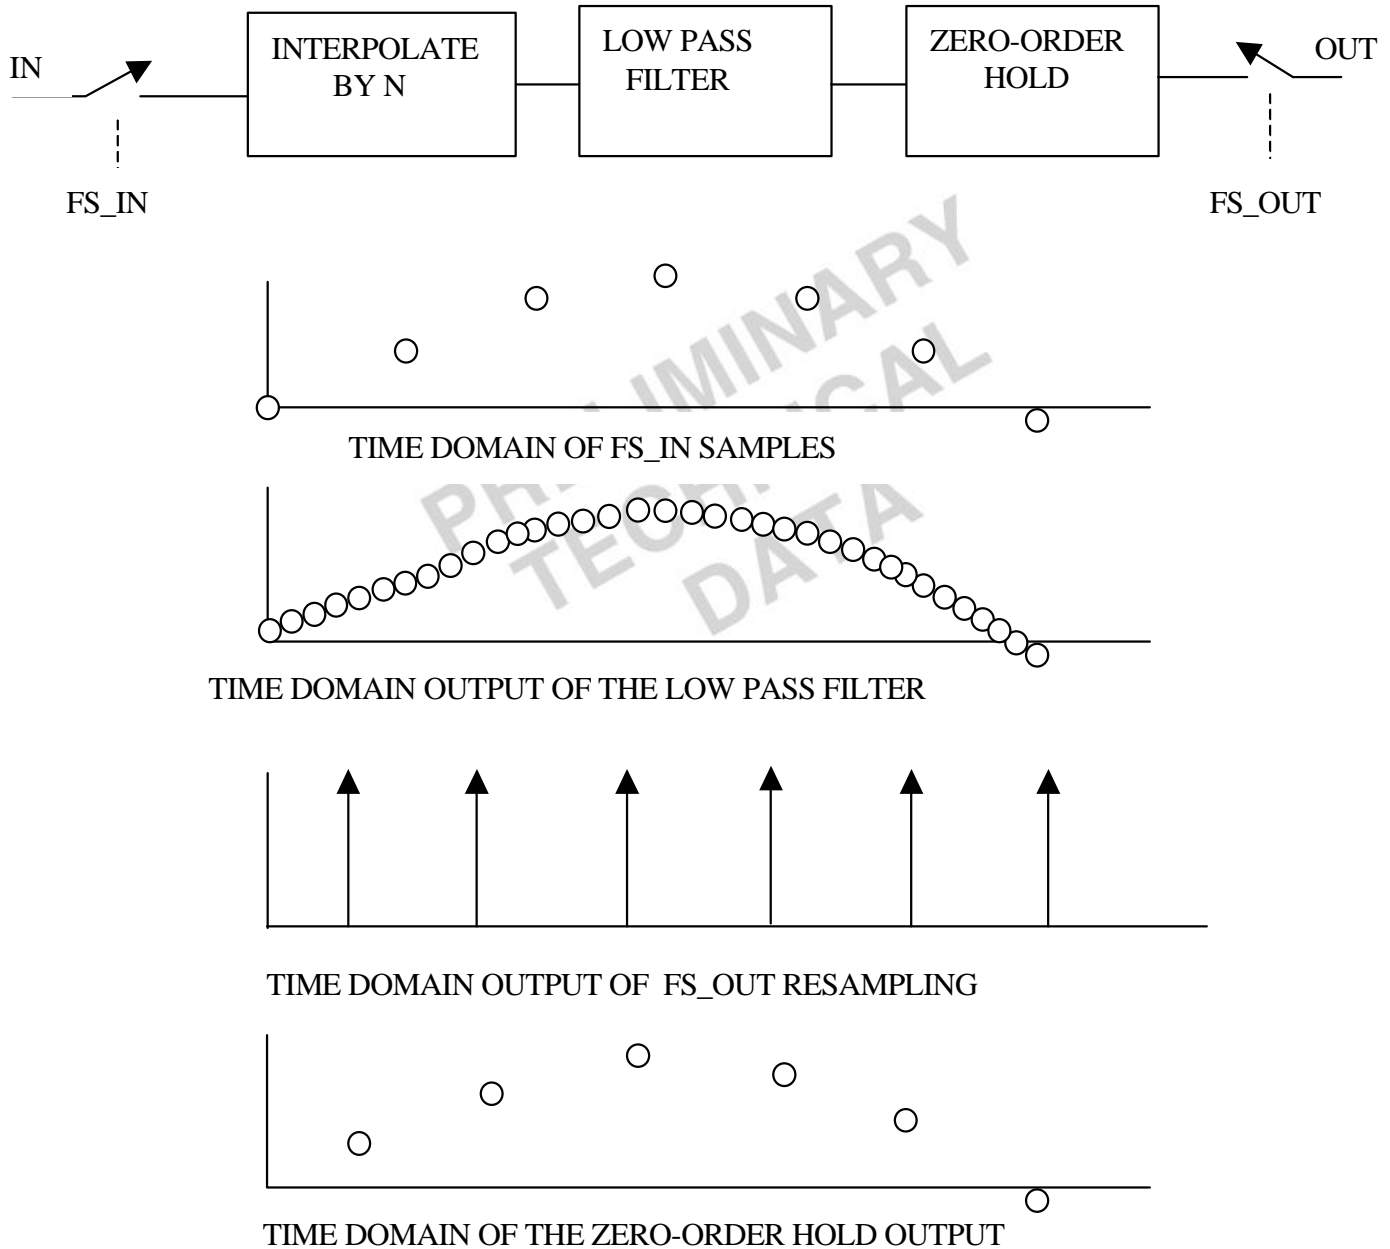 IN
INTERPOLATE
BY N
LOW PASS
FILTER
ZERO-ORDER
HOLD
OUT
FS_IN
FS_OUT
PRELIMINARY
TECHNICAL
DATA
TIME DOMAIN OF FS_IN SAMPLES
TIME DOMAIN OUTPUT OF THE LOW PASS FILTER
TIME DOMAIN OUTPUT OF FS_OUT RESAMPLING
TIME DOMAIN OF THE ZERO-ORDER HOLD OUTPUT